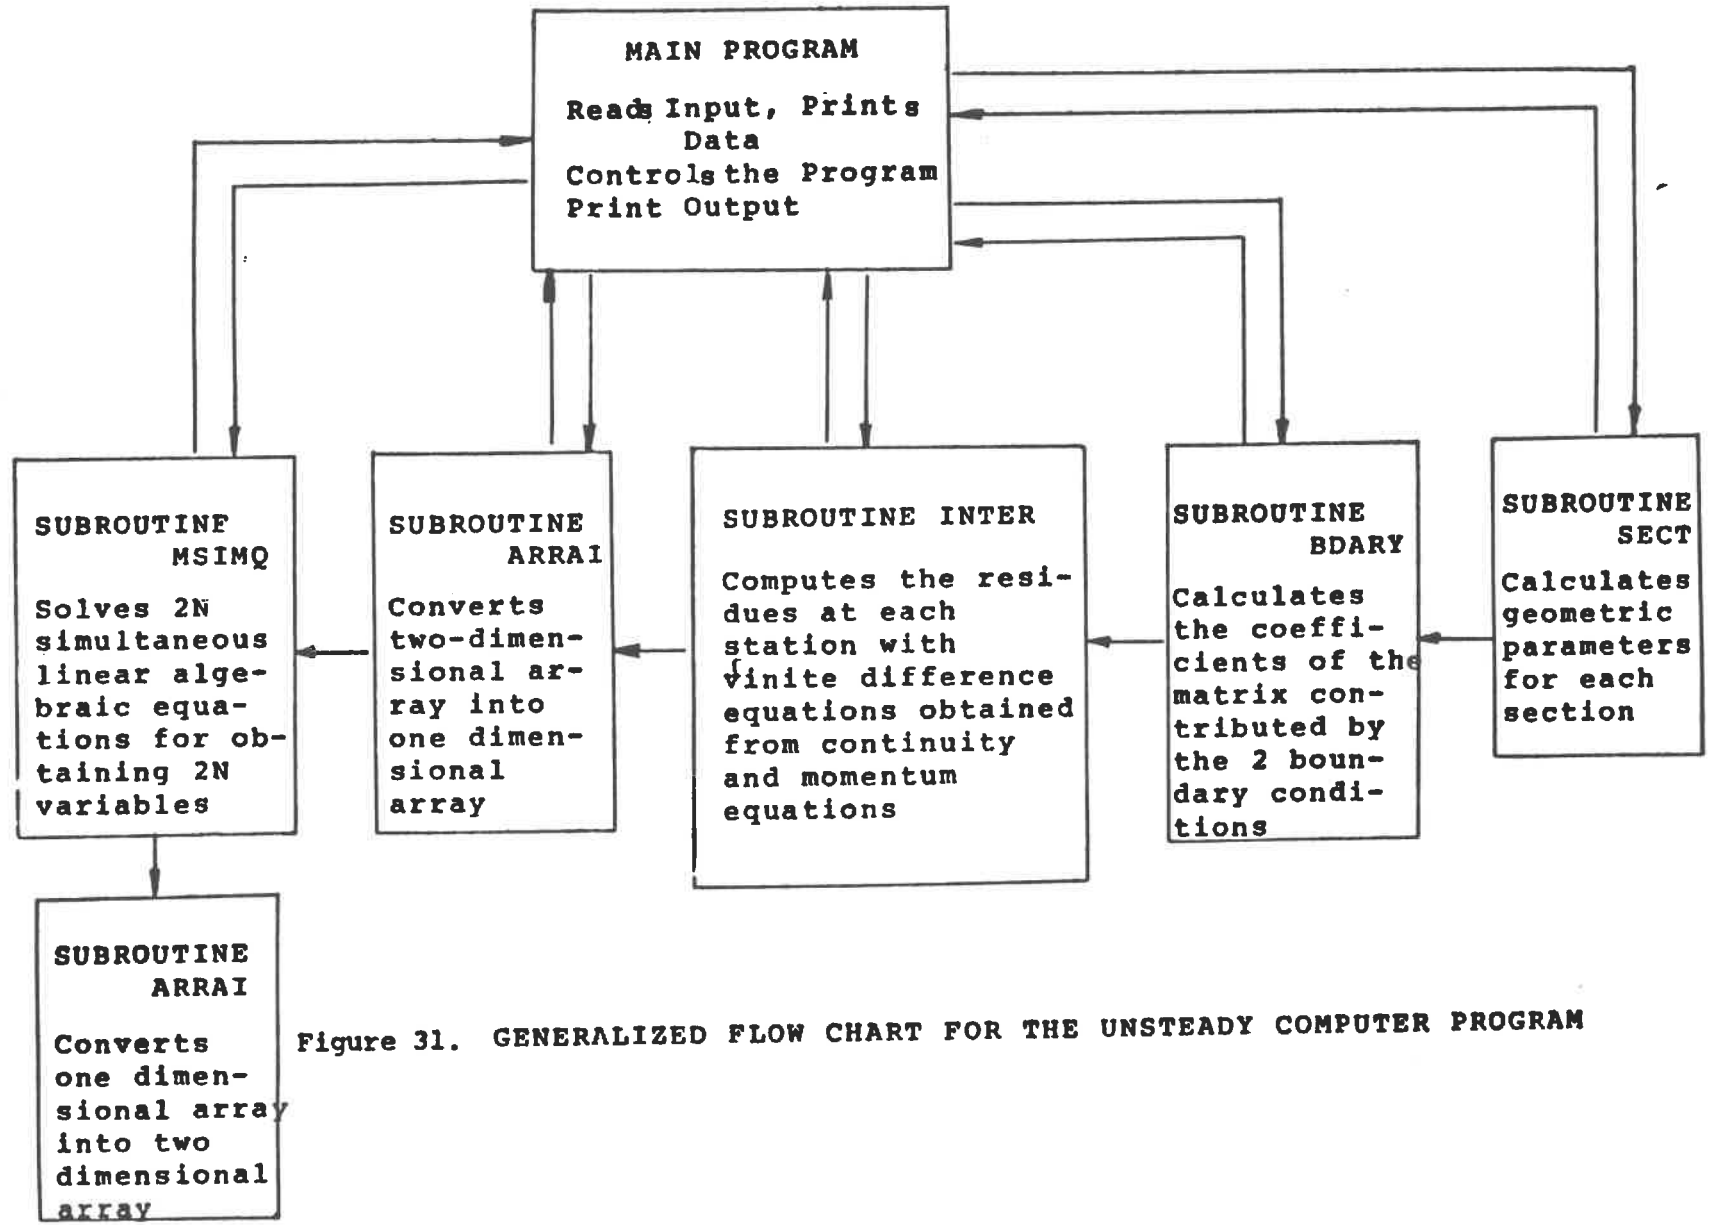 MAIN PROGRAM
Reads Input, Prints
Data
Controls the Program
Print Output
SUBROUTINE
MSIMQ
Solves 2N
simultaneous
linear alge-
braic equa-
tions for ob-
taining 2N
variables
SUBROUTINE
ARRAI
Converts
two-dimen-
sional ar-
ray into
one dimen-
sional
array
SUBROUTINE INTER
Computes the resi-
dues at each
station with
finite difference
equations obtained
from continuity
and momentum
equations
SUBROUTINE
BDARY
Calculates
the coeffi-
cients of the
matrix con-
tributed by
the 2 boun-
dary condi-
tions
SUBROUTINE
SECT
Calculates
geometric
parameters
for each
section
SUBROUTINE
ARRAI
Converts
one dimen-
sional array
into two
dimensional
array
Figure 31. GENERALIZED FLOW CHART FOR THE UNSTEADY COMPUTER PROGRAM